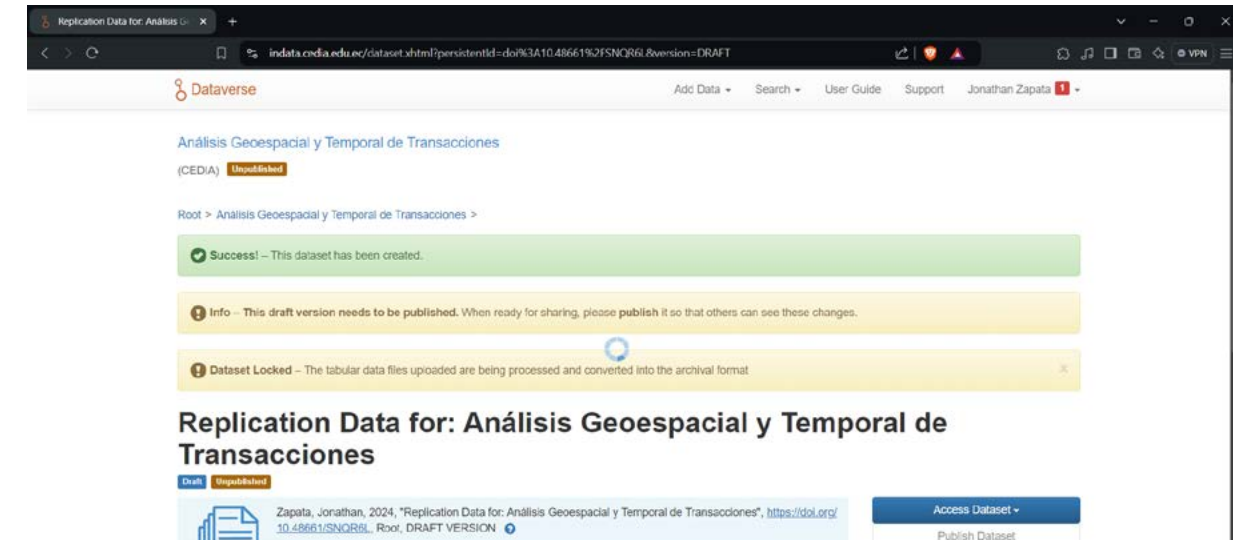 Replication Data for: Análisis Ge
indata.cedia.edu.ec/dataset.xhtml?persistentId=doi%3A10.48661%2FSNQR6L&version=DRAFT
VPN
Dataverse
Add Data
Search
User Guide
Support
Jonathan Zapata 1
Análisis Geoespacial y Temporal de Transacciones
(CEDIA) Unpublished
Root > Análisis Geoespacial y Temporal de Transacciones >
Success! – This dataset has been created.
Info – This draft version needs to be published. When ready for sharing, please publish it so that others can see these changes.
Dataset Locked – The tabular data files uploaded are being processed and converted into the archival format
Replication Data for: Análisis Geoespacial y Temporal de
Transacciones
Draft Unpublished
Zapata, Jonathan, 2024, "Replication Data for: Análisis Geoespacial y Temporal de Transacciones", https://doi.org/
10.48661/SNQR6L, Root, DRAFT VERSION
Access Dataset
Publish Dataset